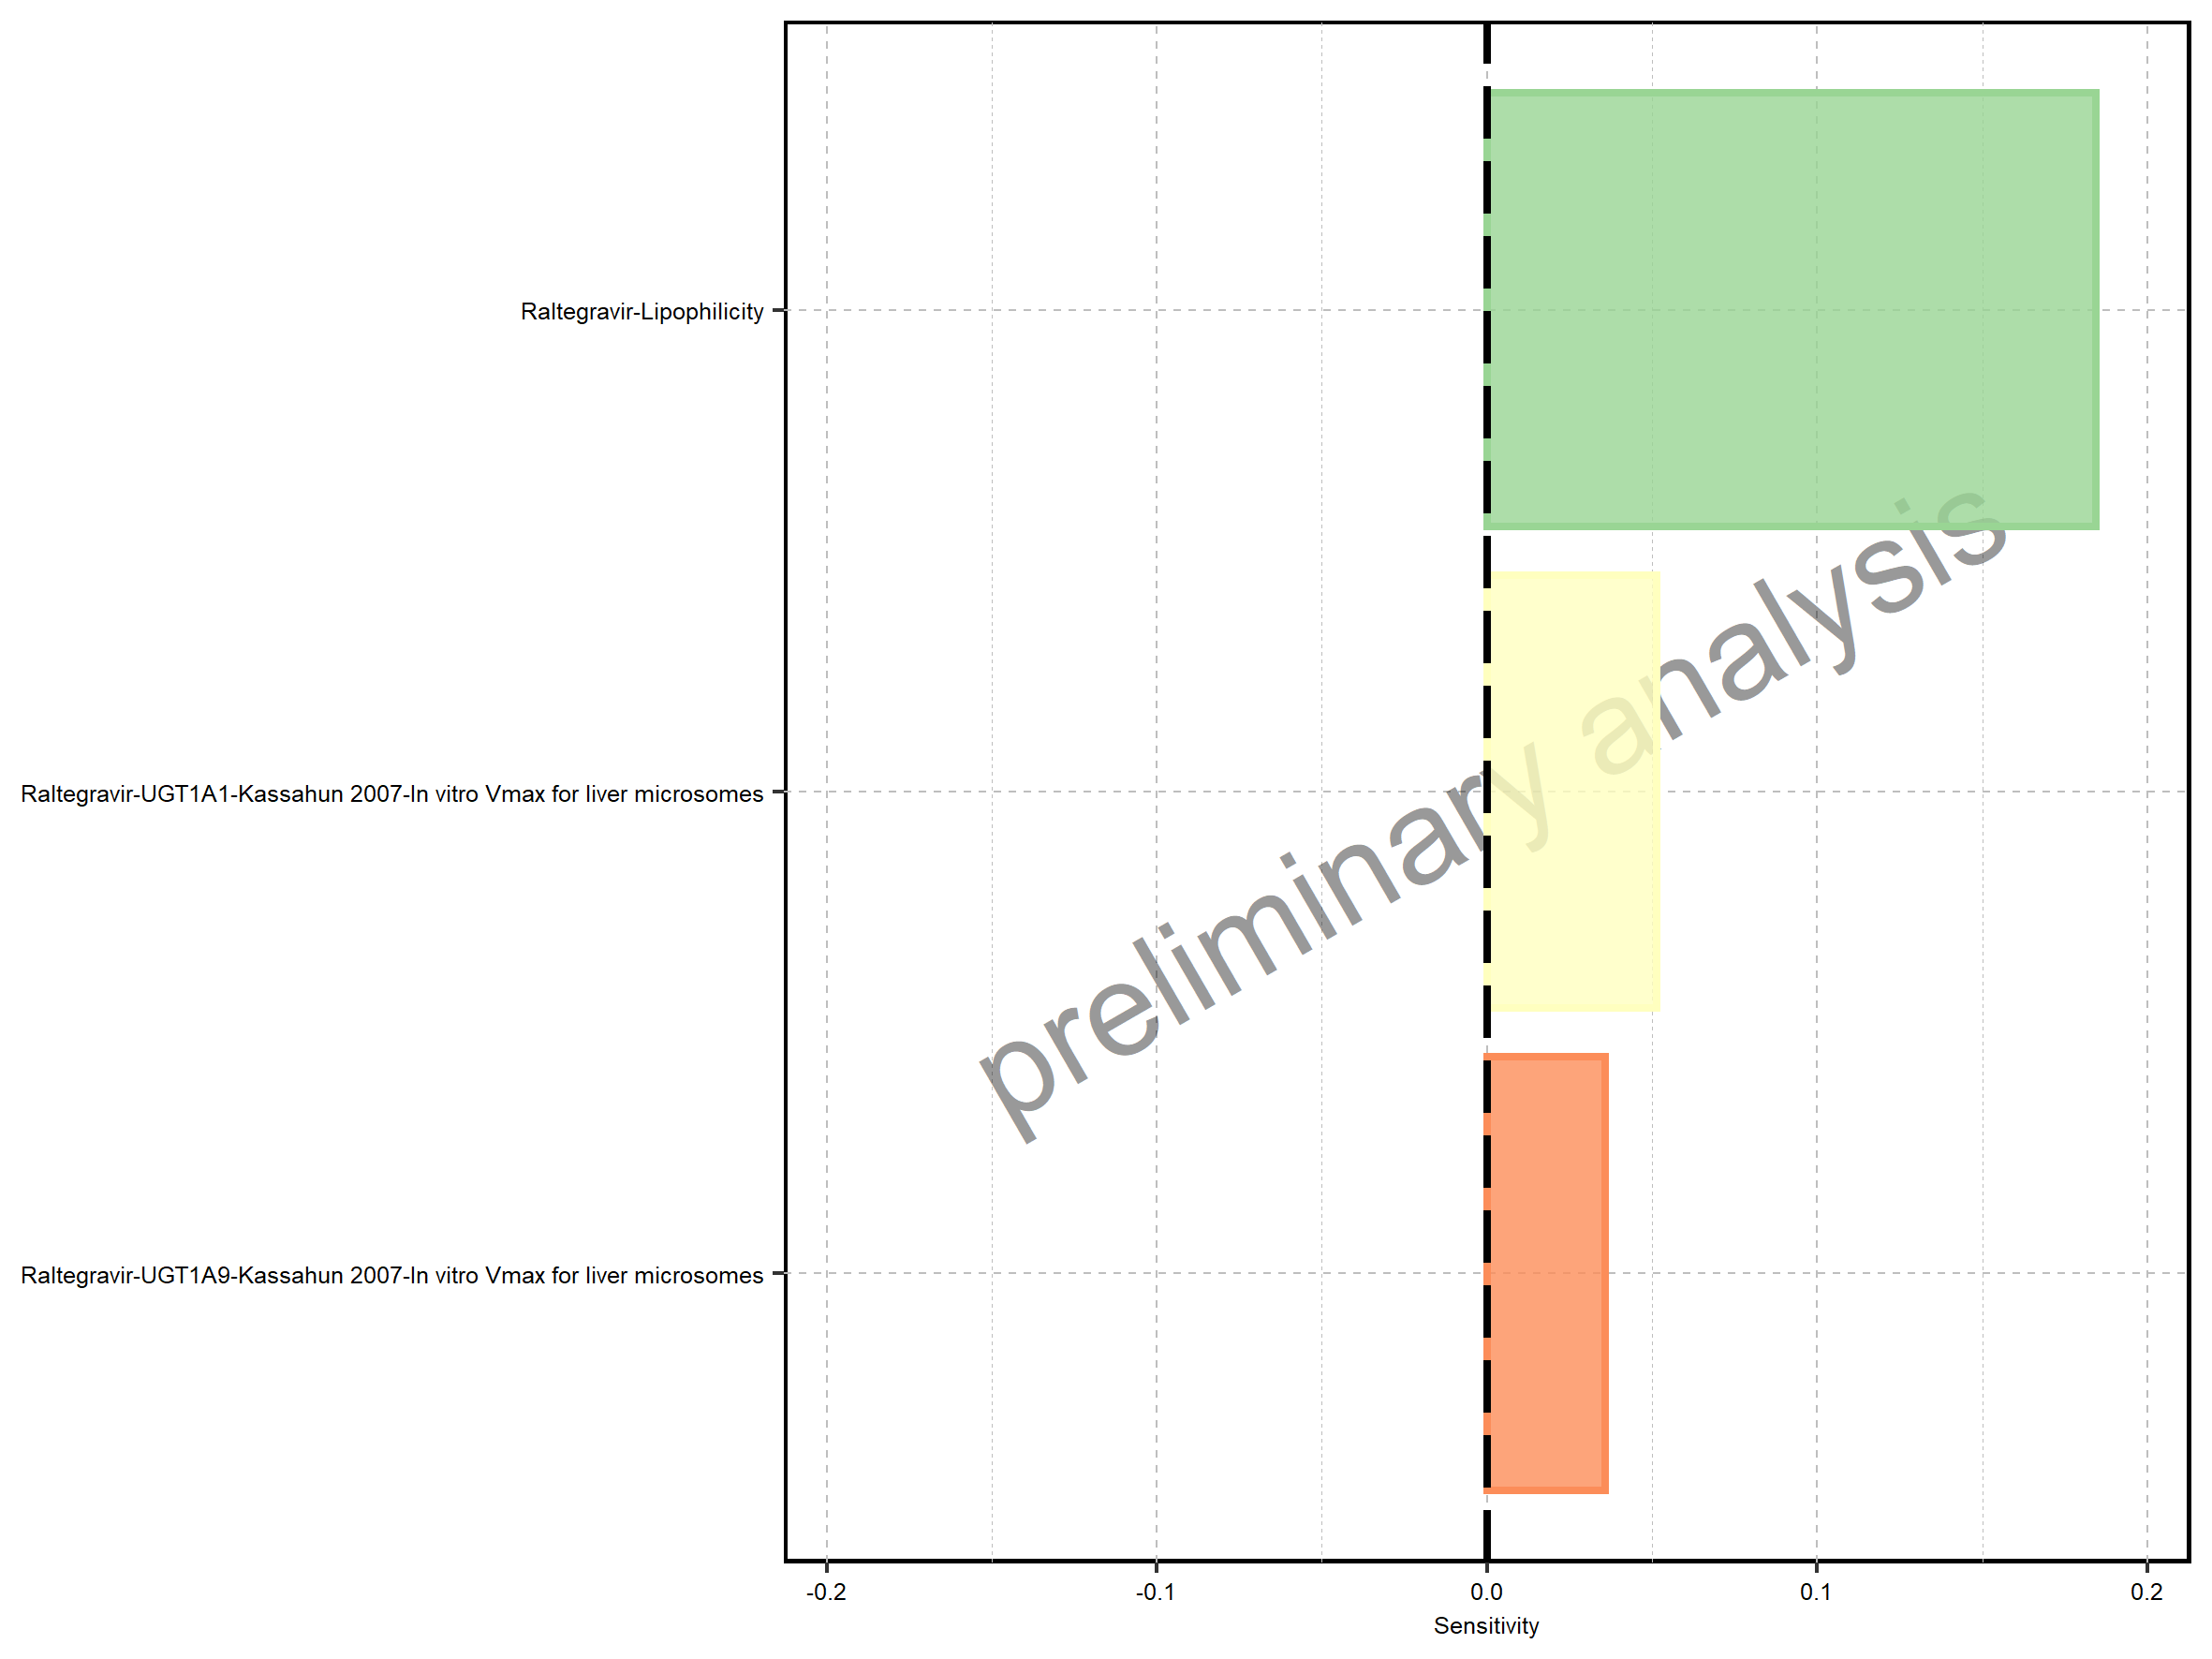 Raltegravir-Lipophilicity
Raltegravir-UGT1A1-Kassahun 2007-In vitro Vmax for liver microsomes
Raltegravir-UGT1A9-Kassahun 2007-In vitro Vmax for liver microsomes
preliminary analysis
-0.2 -0.1 0.0 0.1 0.2
Sensitivity